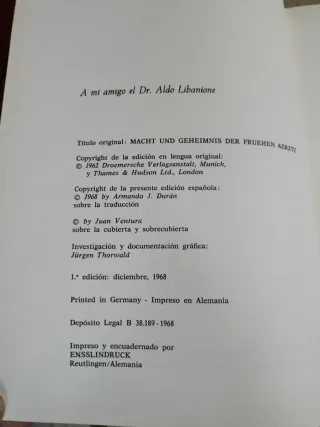 A mi amigo el Dr. Aldo Libanione
Título original: MACHT UND GEHEIMNIS DER FRUEHEN AERZTE
Copyright de la edición en lengua original:
© 1962 Droemersche Verlagsanstalt, Munich,
y Thames & Hudson Ltd., London
Copyright de la presente edición española:
© 1968 by Armando J. Durán
sobre la traducción
© by Juan Ventura
sobre la cubierta y sobrecubierta
Investigación y documentación gráfica:
Jürgen Thorwald
1.ª edición: diciembre, 1968
Printed in Germany - Impreso en Alemania
Depósito Legal B 38.189-1968
Impreso y encuadernado por
ENSSLINDRUCK
Reutlingen/Alemania